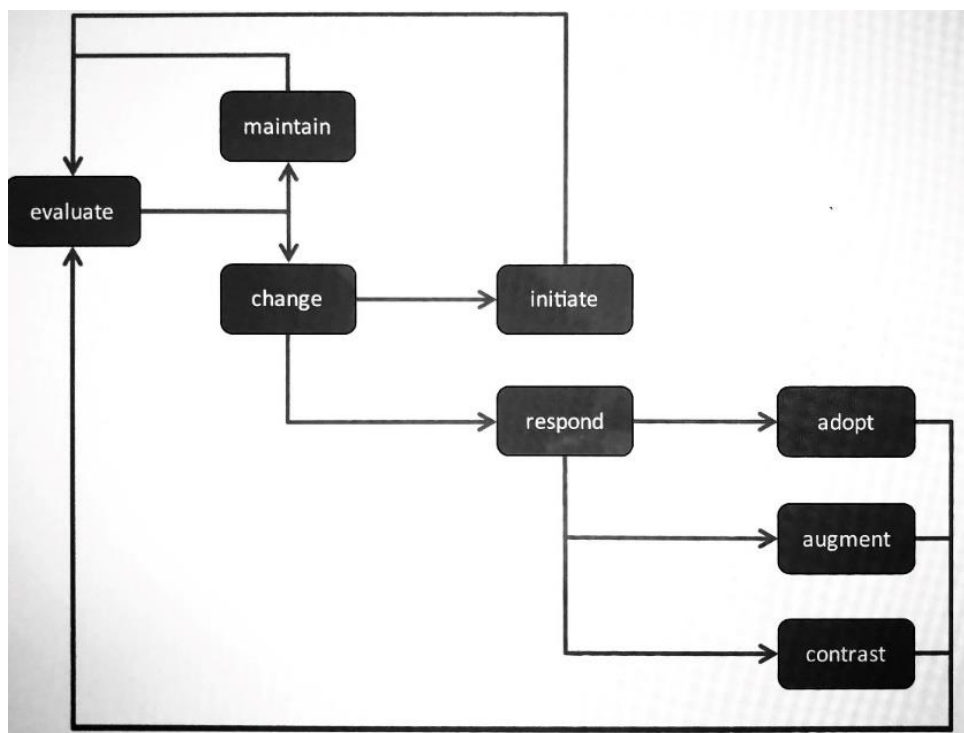 maintain
evaluate
change
initiate
respond
adopt
augment
contrast